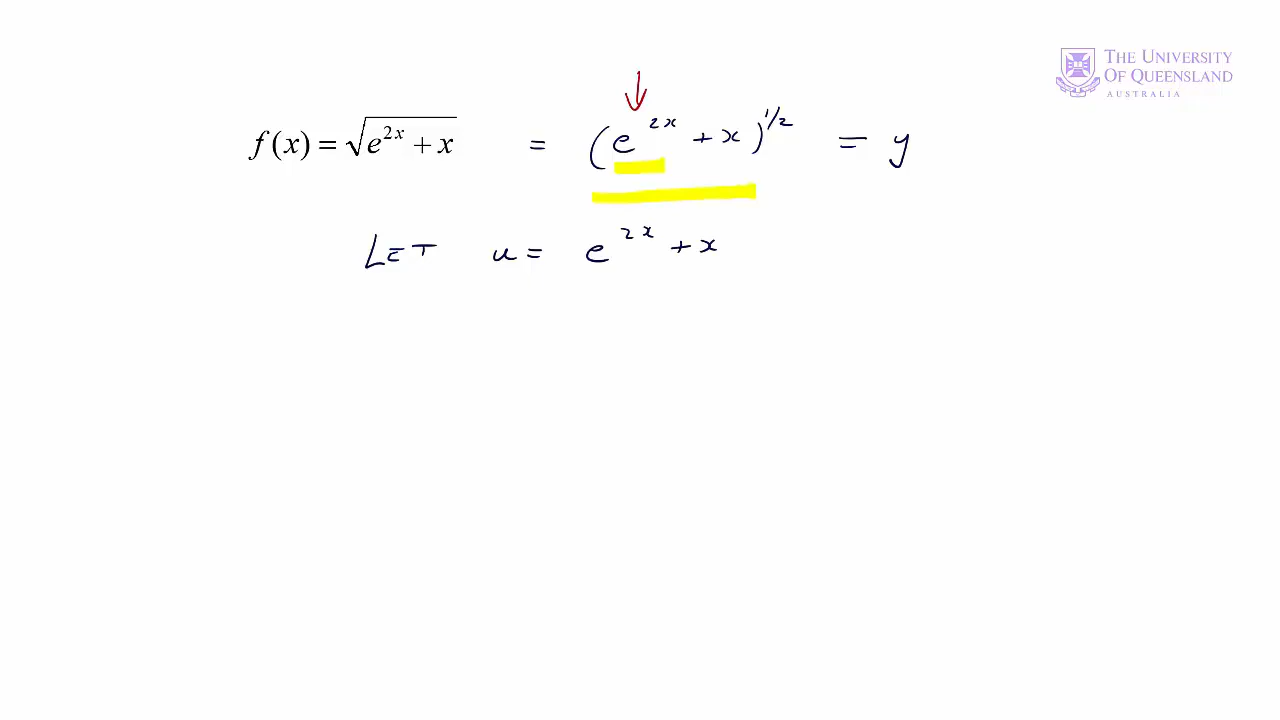 THE UNIVERSITY
OF QUEENSLAND
AUSTRALIA
f(x) = √(e^{2x} + x) = (e^{2x} + x)^{1/2} = y
LET u = e^{2x} + x